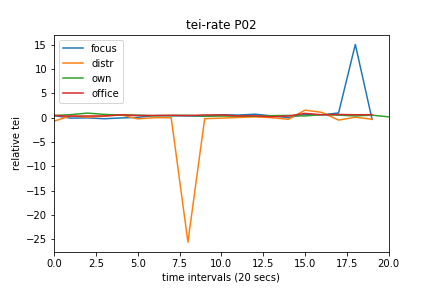 tei-rate P02
focus
distr
own
office
relative tei
15
10
5
0
−5
−10
−15
−20
−25
0.0 2.5 5.0 7.5 10.0 12.5 15.0 17.5 20.0
time intervals (20 secs)